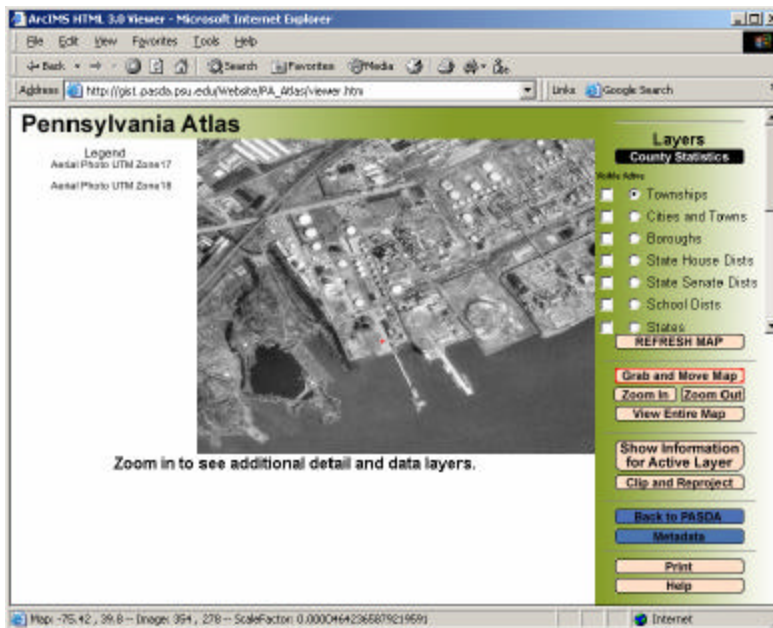 ArcIMS HTML 3.0 Viewer - Microsoft Internet Explorer
File Edit View Favorites Tools Help
Back Search Favorites Media
Address http://gist.pasda.psu.edu/Website/PA_Atlas/viewer.htm Links Google Search
Pennsylvania Atlas
Legend
Aerial Photo UTM Zone17
Aerial Photo UTM Zone18
Zoom in to see additional detail and data layers.
Layers
County Statistics
Visible Active
Townships
Cities and Towns
Boroughs
State House Dists
State Senate Dists
School Dists
States
REFRESH MAP
Grab and Move Map
Zoom In Zoom Out
View Entire Map
Show Information
for Active Layer
Clip and Reproject
Back to PASDA
Metadata
Print
Help
Map: -75.42 , 39.8 -- Image: 354 , 278 -- ScaleFactor: 0.00004642365879219591 Internet